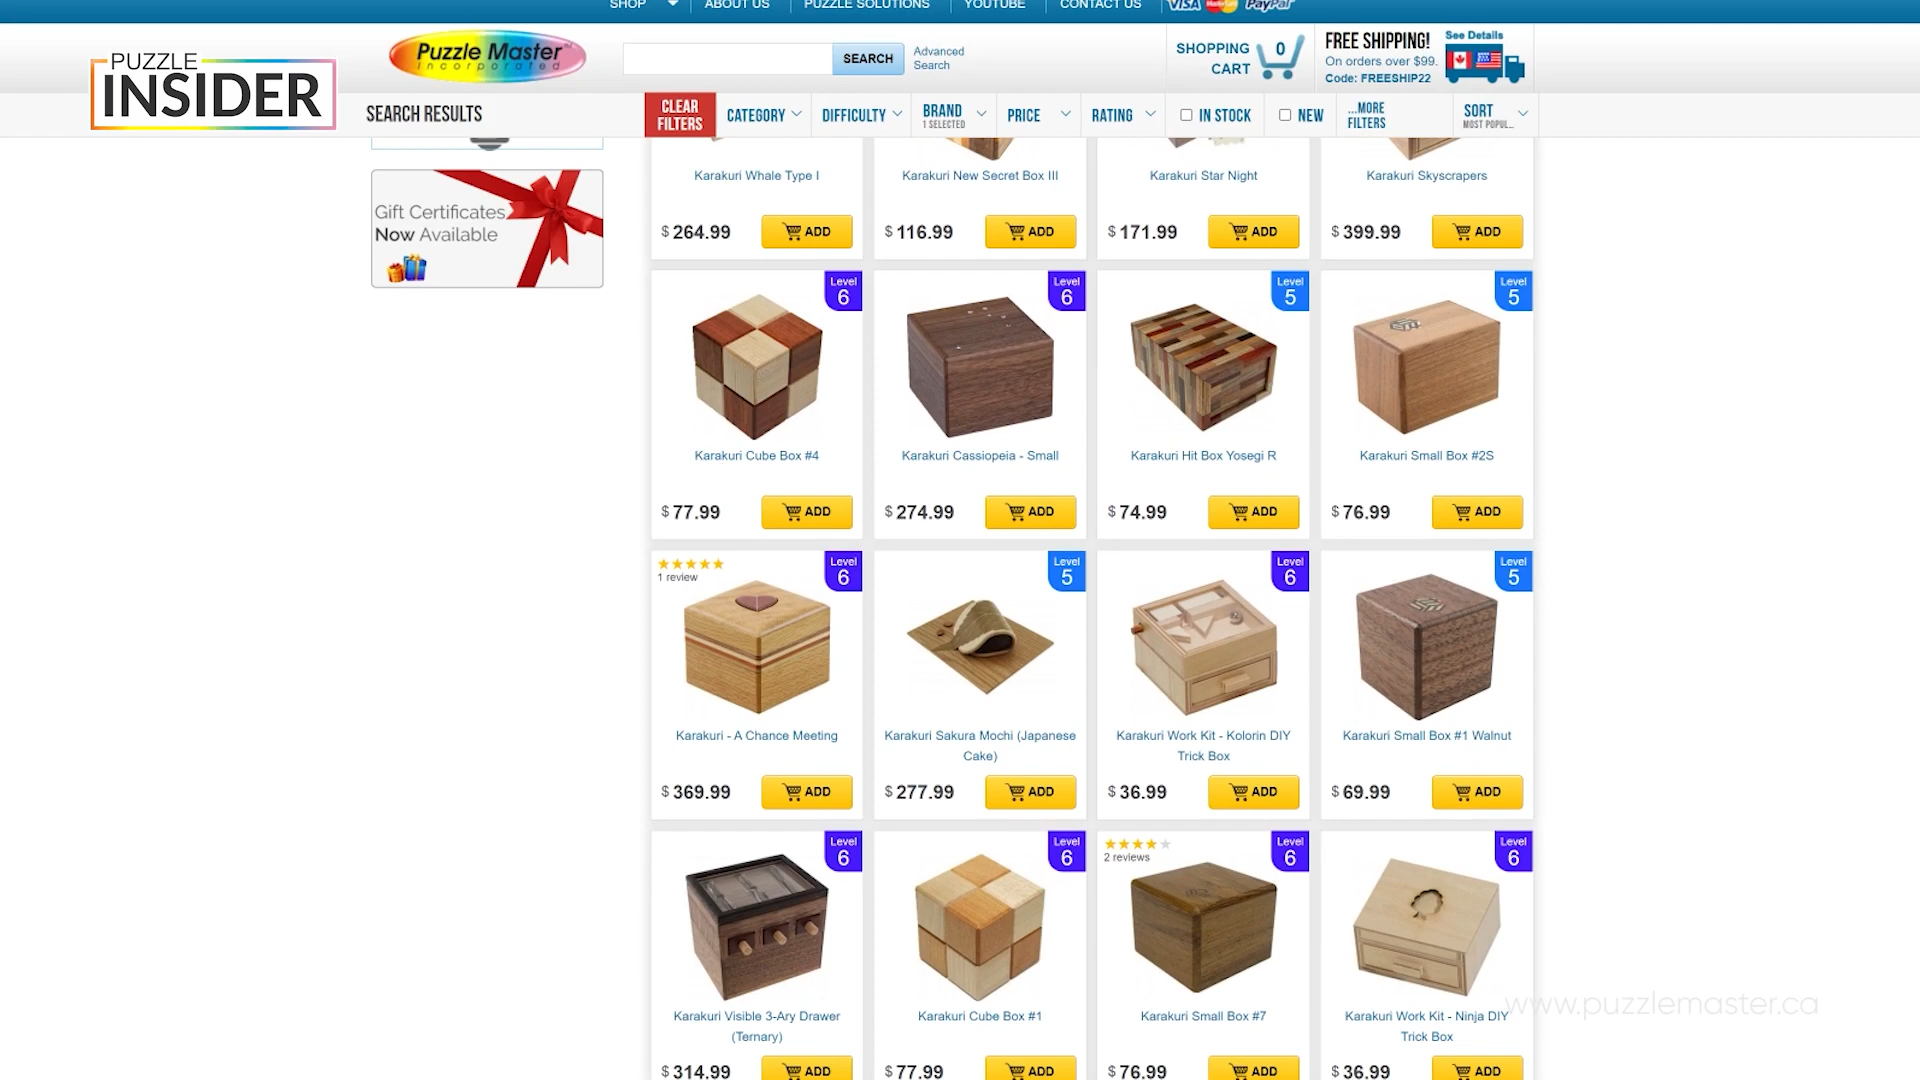 SHOP
ABOUT US
PUZZLE SOLUTIONS
YOUTUBE
CONTACT US
VISA MasterCard PayPal
PUZZLE
INSIDER
Puzzle Master
Incorporated
SEARCH
Advanced
Search
SHOPPING
CART
0
FREE SHIPPING!
On orders over $99.
Code: FREESHIP22
See Details
SEARCH RESULTS
CLEAR
FILTERS
CATEGORY
DIFFICULTY
BRAND
1 SELECTED
PRICE
RATING
IN STOCK
NEW
...MORE
FILTERS
SORT
MOST POPUL...
Gift Certificates
Now Available
Karakuri Whale Type I
$ 264.99
ADD
Karakuri New Secret Box III
$ 116.99
ADD
Karakuri Star Night
$ 171.99
ADD
Karakuri Skyscrapers
$ 399.99
ADD
Level
6
Karakuri Cube Box #4
$ 77.99
ADD
Level
6
Karakuri Cassiopeia - Small
$ 274.99
ADD
Level
5
Karakuri Hit Box Yosegi R
$ 74.99
ADD
Level
5
Karakuri Small Box #2S
$ 76.99
ADD
1 review
Level
6
Karakuri - A Chance Meeting
$ 369.99
ADD
Level
5
Karakuri Sakura Mochi (Japanese
Cake)
$ 277.99
ADD
Level
6
Karakuri Work Kit - Kolorin DIY
Trick Box
$ 36.99
ADD
Level
5
Karakuri Small Box #1 Walnut
$ 69.99
ADD
Level
6
Karakuri Visible 3-Ary Drawer
(Ternary)
$ 314.99
ADD
Level
6
Karakuri Cube Box #1
$ 77.99
ADD
2 reviews
Level
6
Karakuri Small Box #7
$ 76.99
ADD
Level
6
Karakuri Work Kit - Ninja DIY
Trick Box
$ 36.99
ADD
www.puzzlemaster.ca